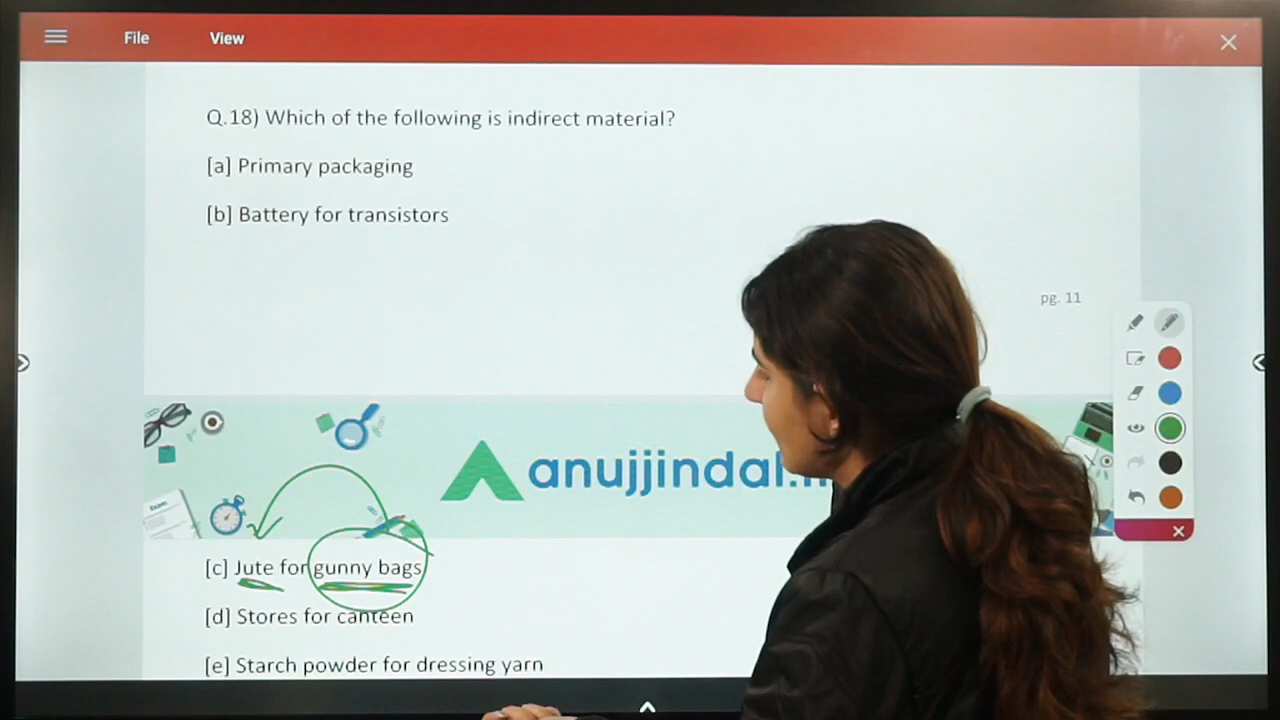 File View
Q.18) Which of the following is indirect material?
[a] Primary packaging
[b] Battery for transistors
pg. 11
anujjindal.
[c] Jute for gunny bags
[d] Stores for canteen
[e] Starch powder for dressing yarn